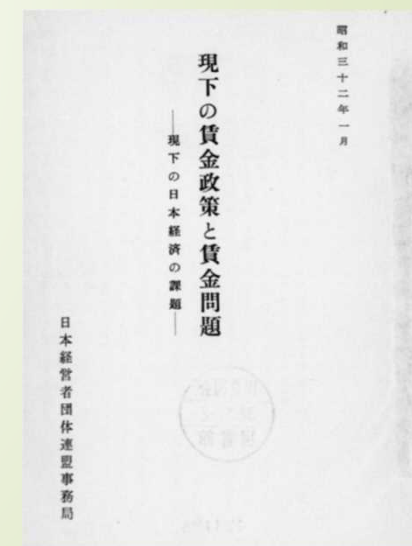 昭和三十二年一月
現下の賃金政策と賃金問題
――現下の日本経済の課題――
日本経営者団体連盟事務局